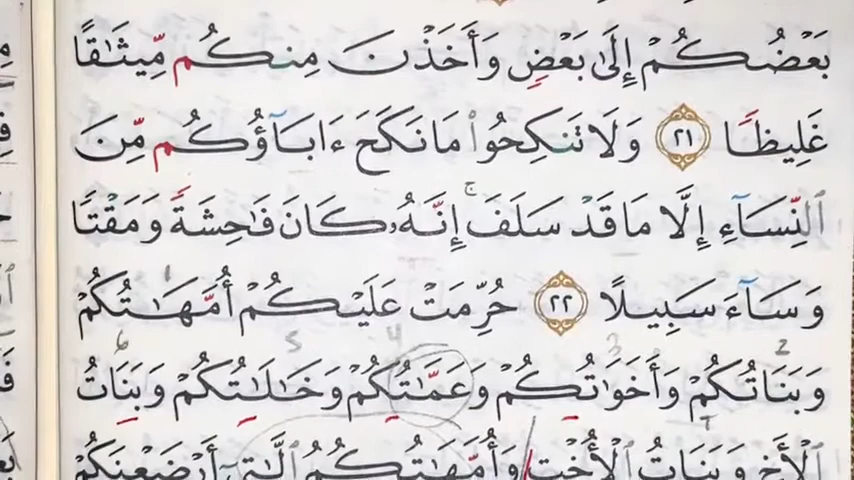 بَعۡضُكُمۡ إِلَىٰ بَعۡضٖ وَأَخَذۡنَ مِنكُم مِّيثَٰقًا
غَلِيظٗا ٢١ وَلَا تَنكِحُواْ مَا نَكَحَ ءَابَآؤُكُم مِّنَ
ٱلنِّسَآءِ إِلَّا مَا قَدۡ سَلَفَۚ إِنَّهُۥ كَانَ فَٰحِشَةٗ وَمَقۡتٗا
وَسَآءَ سَبِيلًا ٢٢ حُرِّمَتۡ عَلَيۡكُمۡ أُمَّهَٰتُكُمۡ
وَبَنَاتُكُمۡ وَأَخَوَٰتُكُمۡ وَعَمَّٰتُكُمۡ وَخَٰلَٰتُكُمۡ وَبَنَاتُ
ٱلۡأَخِ وَبَنَاتُ ٱلۡأُخۡتِ وَأُمَّهَٰتُكُمُ ٱلَّٰتِيٓ أَرۡضَعۡنَكُمۡ